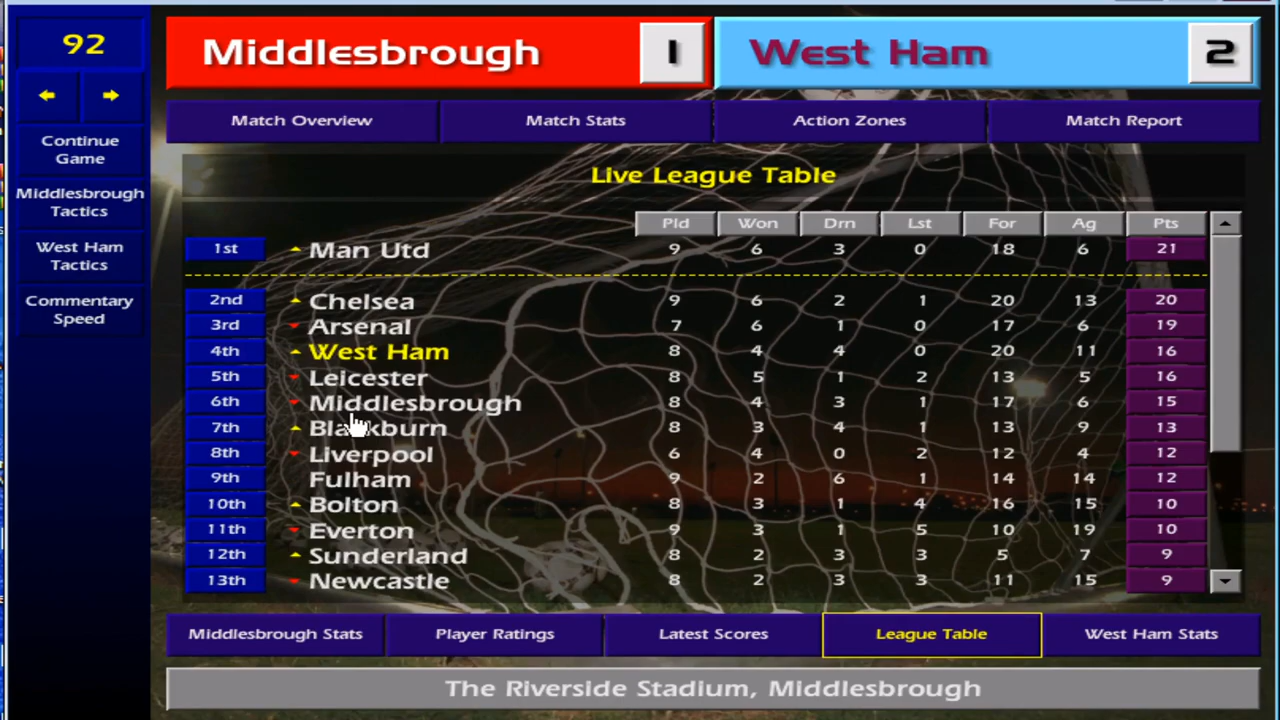 92
Middlesbrough 1 West Ham 2
Match Overview Match Stats Action Zones Match Report
Continue
Game
Middlesbrough
Tactics
West Ham
Tactics
Commentary
Speed
Live League Table
Pld Won Drn Lst For Ag Pts
1st Man Utd 9 6 3 0 18 6 21
2nd Chelsea 9 6 2 1 20 13 20
3rd Arsenal 7 6 1 0 17 6 19
4th West Ham 8 4 4 0 20 11 16
5th Leicester 8 5 1 2 13 5 16
6th Middlesbrough 8 4 3 1 17 6 15
7th Blackburn 8 3 4 1 13 9 13
8th Liverpool 6 4 0 2 12 4 12
9th Fulham 9 2 6 1 14 14 12
10th Bolton 8 3 1 4 16 15 10
11th Everton 9 3 1 5 10 19 10
12th Sunderland 8 2 3 3 5 7 9
13th Newcastle 8 2 3 3 11 15 9
Middlesbrough Stats Player Ratings Latest Scores League Table West Ham Stats
The Riverside Stadium, Middlesbrough